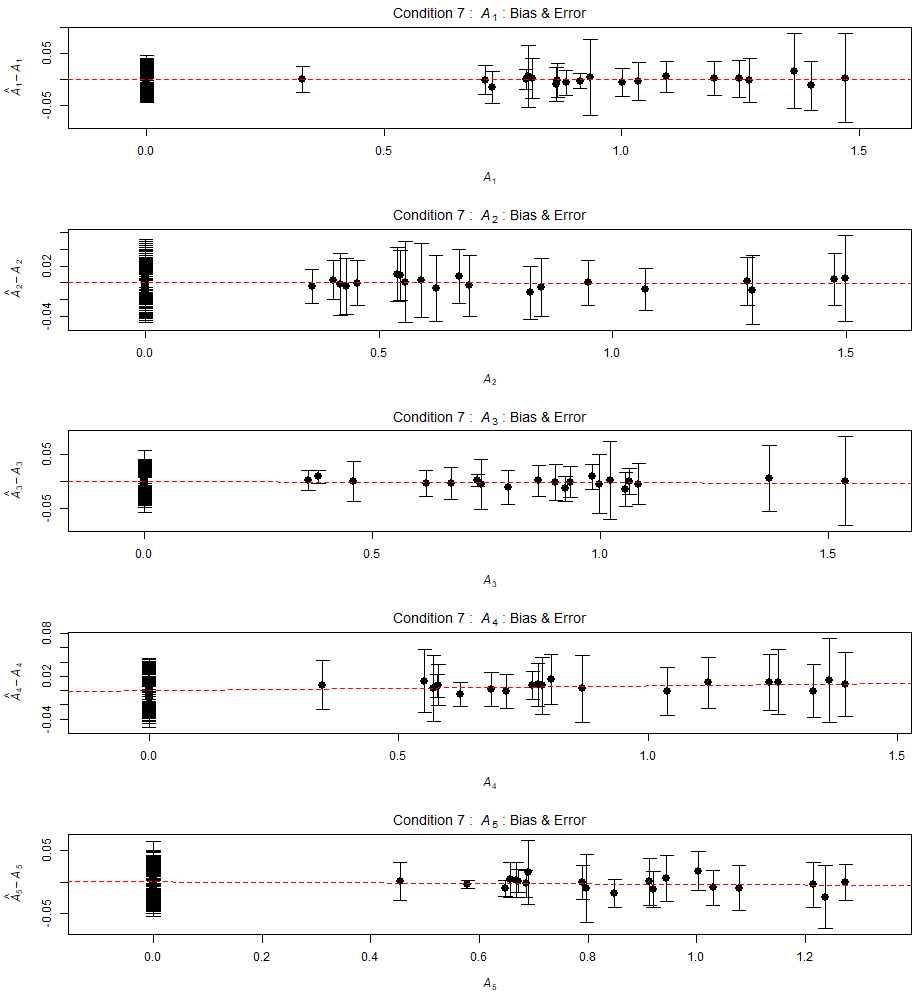 Condition 7 : A₁ : Bias & Error
0.05
-0.05
Â₁ − A₁
0.0 0.5 1.0 1.5
A₁
Condition 7 : A₂ : Bias & Error
0.02
-0.04
Â₂ − A₂
0.0 0.5 1.0 1.5
A₂
Condition 7 : A₃ : Bias & Error
0.05
-0.05
Â₃ − A₃
0.0 0.5 1.0 1.5
A₃
Condition 7 : A₄ : Bias & Error
0.08
0.02
-0.04
Â₄ − A₄
0.0 0.5 1.0 1.5
A₄
Condition 7 : A₅ : Bias & Error
0.05
-0.05
Â₅ − A₅
0.0 0.2 0.4 0.6 0.8 1.0 1.2
A₅